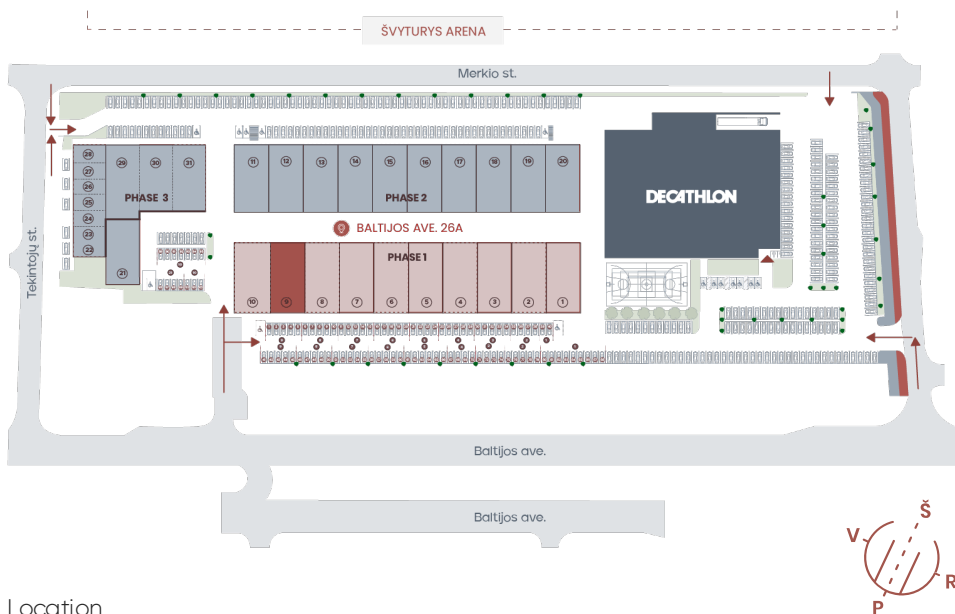 ŠVYTURYS ARENA
Merkio st.
28
29
30
31
11
12
13
14
15
16
17
18
19
20
27
26
25
24
23
22
21
PHASE 3
PHASE 2
DECATHLON
BALTIJOS AVE. 26A
PHASE 1
Tekintojų st.
10
9
8
7
6
5
4
3
2
1
Baltijos ave.
Baltijos ave.
Š
V
R
P
Location